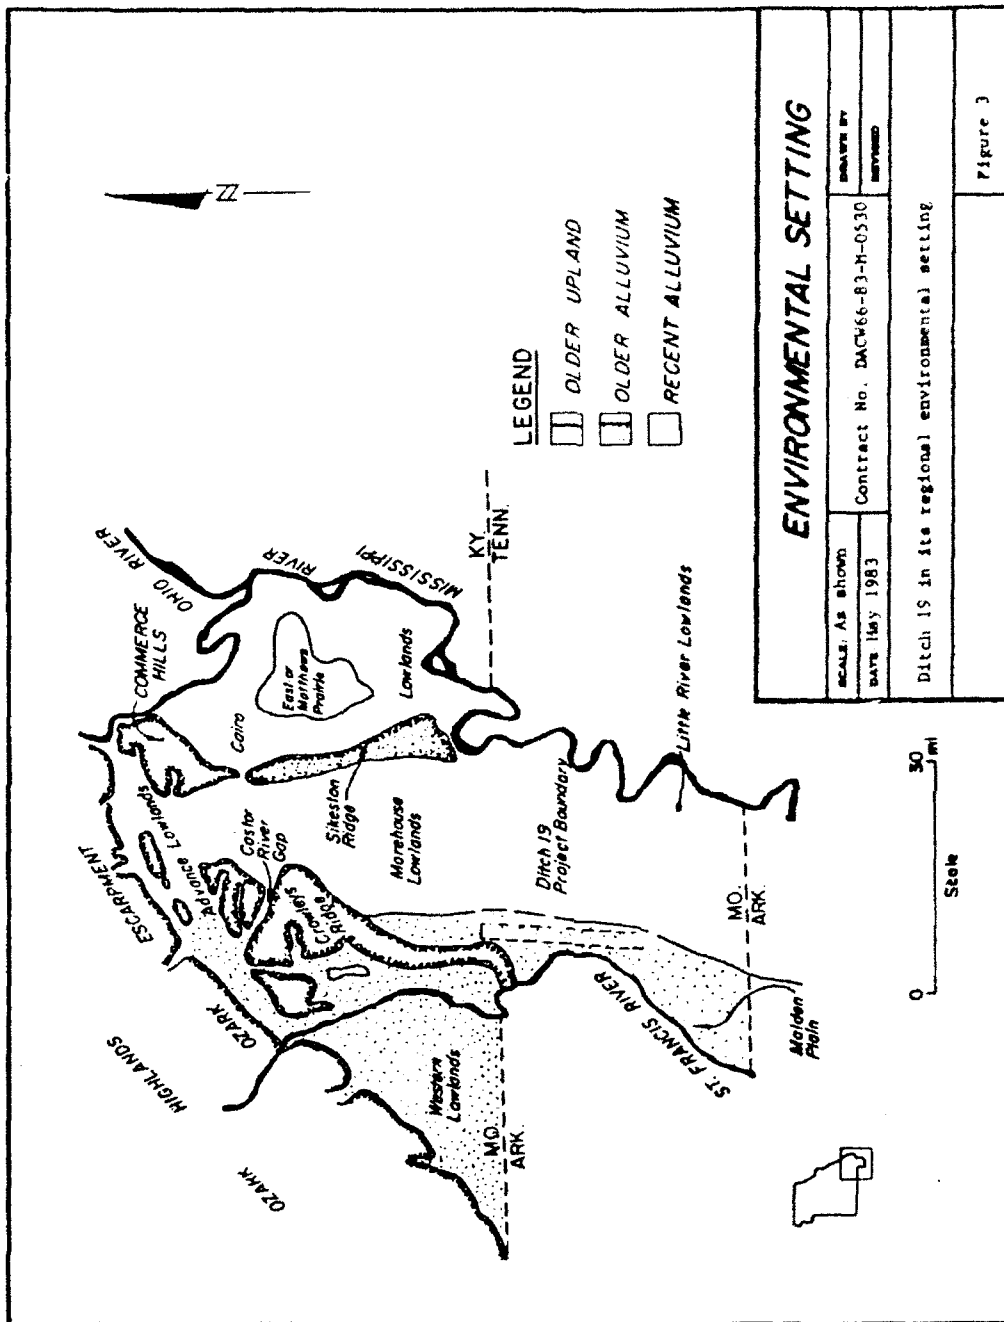 OZARK
HIGHLANDS
OZARK
ESCARPMENT
Advance Lowlands
COMMERCE
HILLS
OHIO RIVER
MISSISSIPPI
RIVER
Castor
River
Gap
Crowleys
Ridge
Cairo
Lowlands
East or
Matthews
Prairie
Sikeston
Ridge
Morehouse
Lowlands
Western
Lowlands
MO.
ARK.
KY.
TENN.
Ditch 19
Project Boundary
ST. FRANCIS RIVER
Little River Lowlands
MO.
ARK.
Malden
Plain
0 30 mi
Scale
N
LEGEND
OLDER UPLAND
OLDER ALLUVIUM
RECENT ALLUVIUM
ENVIRONMENTAL SETTING
SCALE: As shown
DATE May 1983
Contract No. DACW66-83-M-0530
DRAWN BY
REVISED
Ditch 19 in its regional environmental setting
Figure 3